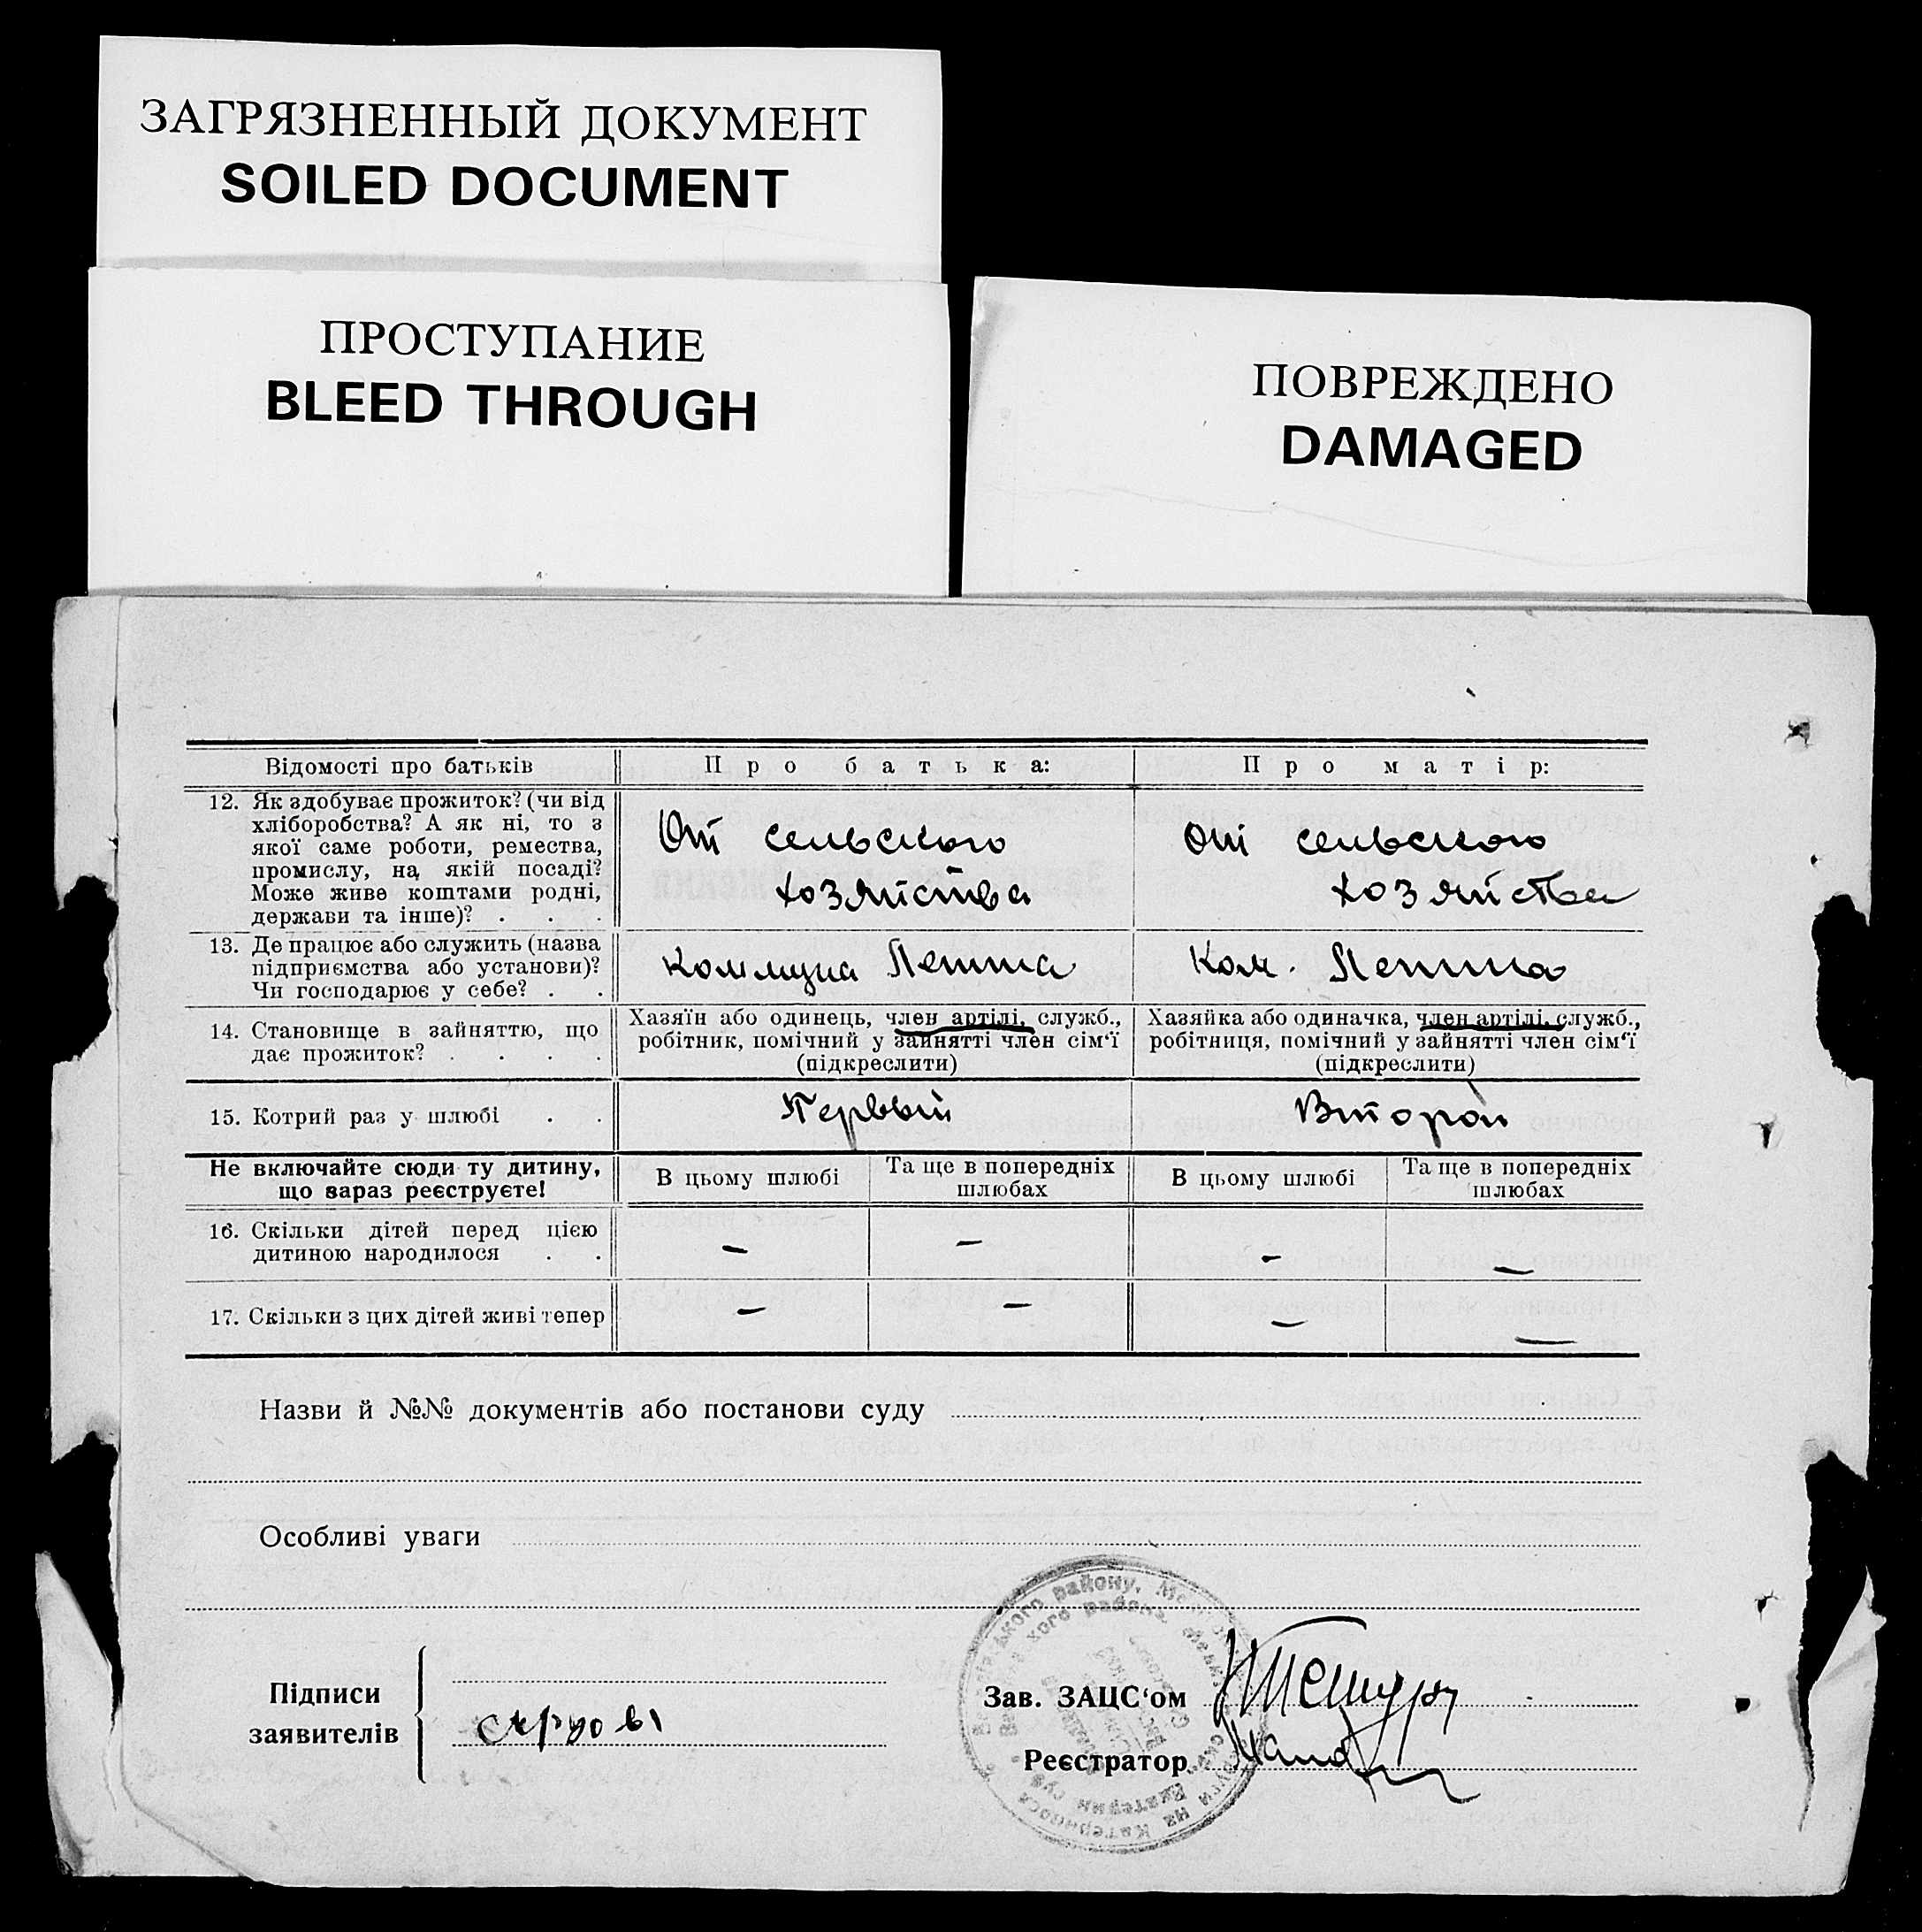 ЗАГРЯЗНЕННЫЙ ДОКУМЕНТ
SOILED DOCUMENT
ПРОСТУПАНИЕ
BLEED THROUGH
ПОВРЕЖДЕНО
DAMAGED
Відомості про батьків
Про батька:
Про матір:
12. Як здобуває прожиток? (чи від
хліборобства? А як ні, то з
якої саме роботи, ремества,
промислу, на якій посаді?
Може живе коштами родні,
держави та інше)? . . .
От сельского
хозяйства
От сельского
хозяйства
13. Де працює або служить (назва
підприємства або установи)?
Чи господарює у себе? . .
коммуна Ленина
Ком. Ленина
14. Становище в зайняттю, що
дає прожиток? . . . .
Хазяїн або одинець, член артілі, служб.,
робітник, помічний у зайнятті член сім‘ї
(підкреслити)
Хазяйка або одиначка, член артілі, служб.,
робітниця, помічний у зайнятті член сім‘ї
(підкреслити)
15. Котрий раз у шлюбі . .
Первый
Второй
Не включайте сюди ту дитину,
що зараз реєструєте!
В цьому шлюбі
Та ще в попередніх
шлюбах
В цьому шлюбі
Та ще в попередніх
шлюбах
16. Скільки дітей перед цією
дитиною народилося . .
–
–
–
–
17. Скільки з цих дітей живі тепер
–
–
–
–
Назви й №№ документів або постанови суду
Особливі уваги
Підписи
заявителів
Зав. ЗАЦС‘ом
Реєстратор
району,
района,